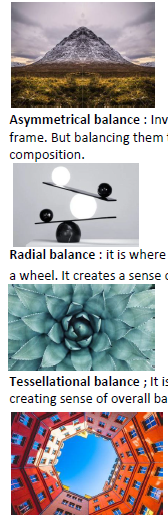 Asymmetrical balance : Inv
frame. But balancing them
composition.
Radial balance : it is where
a wheel. It creates a sense
Tessellational balance ; It is
creating sense of overall ba